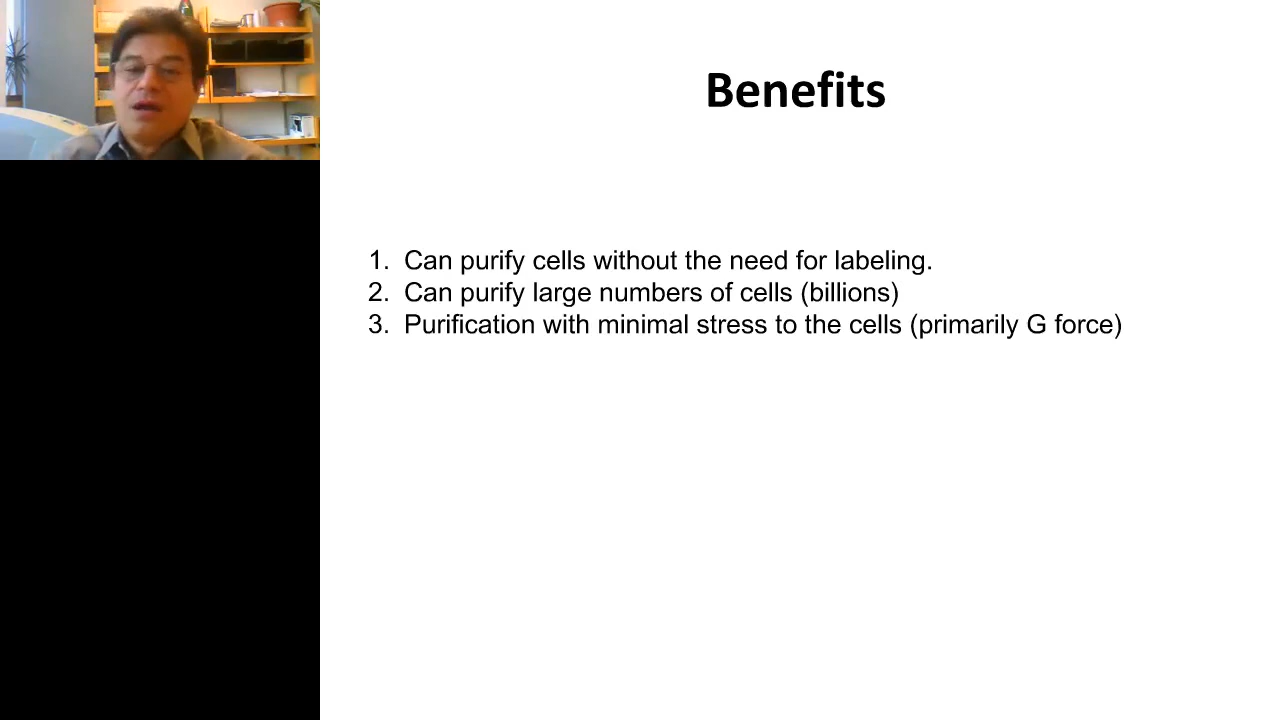 Benefits
1. Can purify cells without the need for labeling.
2. Can purify large numbers of cells (billions)
3. Purification with minimal stress to the cells (primarily G force)